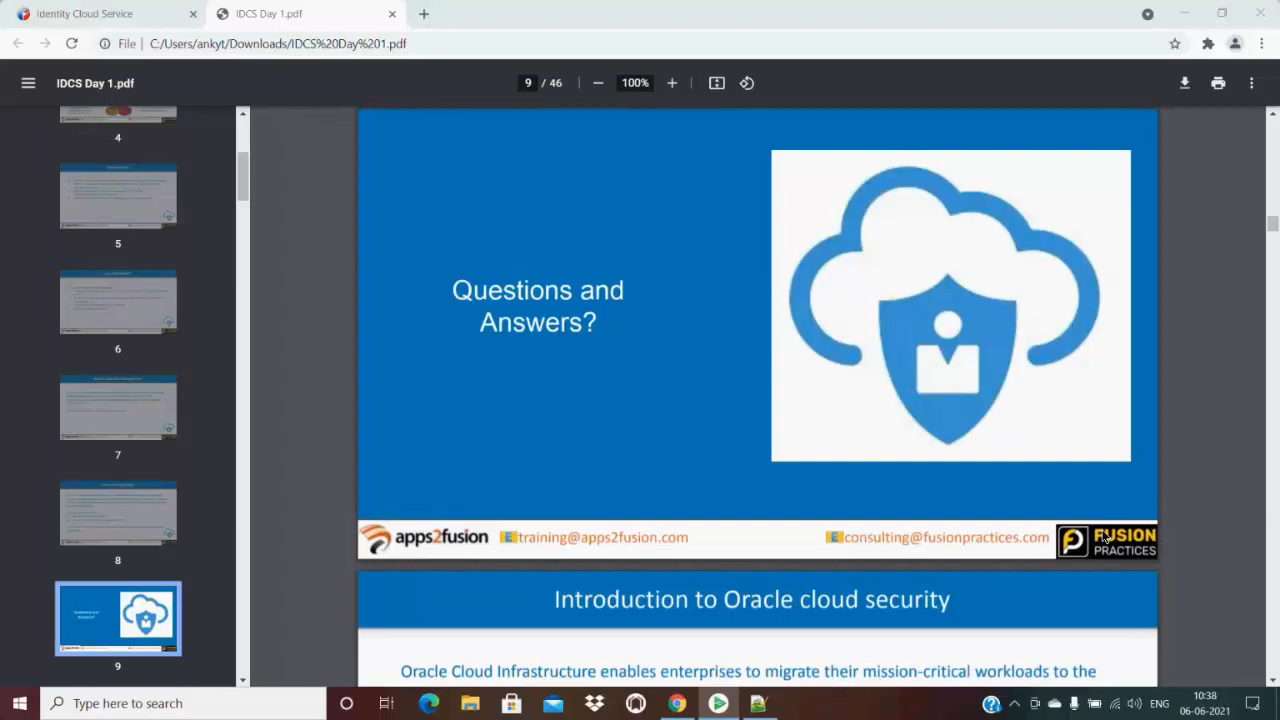 Identity Cloud Service
IDCS Day 1.pdf
File
C:/Users/ankyt/Downloads/IDCS%20Day%201.pdf
IDCS Day 1.pdf
9 / 46
100%
4
5
6
7
8
9
Questions and
Answers?
apps2fusion
training@apps2fusion.com
consulting@fusionpractices.com
FUSION
PRACTICES
Introduction to Oracle cloud security
Oracle Cloud Infrastructure enables enterprises to migrate their mission-critical workloads to the
Type here to search
ENG
10:38
06-06-2021